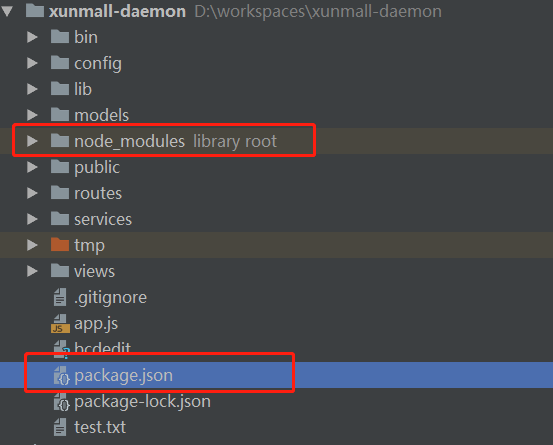 xunmall-daemon D:\workspaces\xunmall-daemon
bin
config
lib
models
node_modules library root
public
routes
services
tmp
views
.gitignore
app.js
bcdedit
package.json
package-lock.json
test.txt